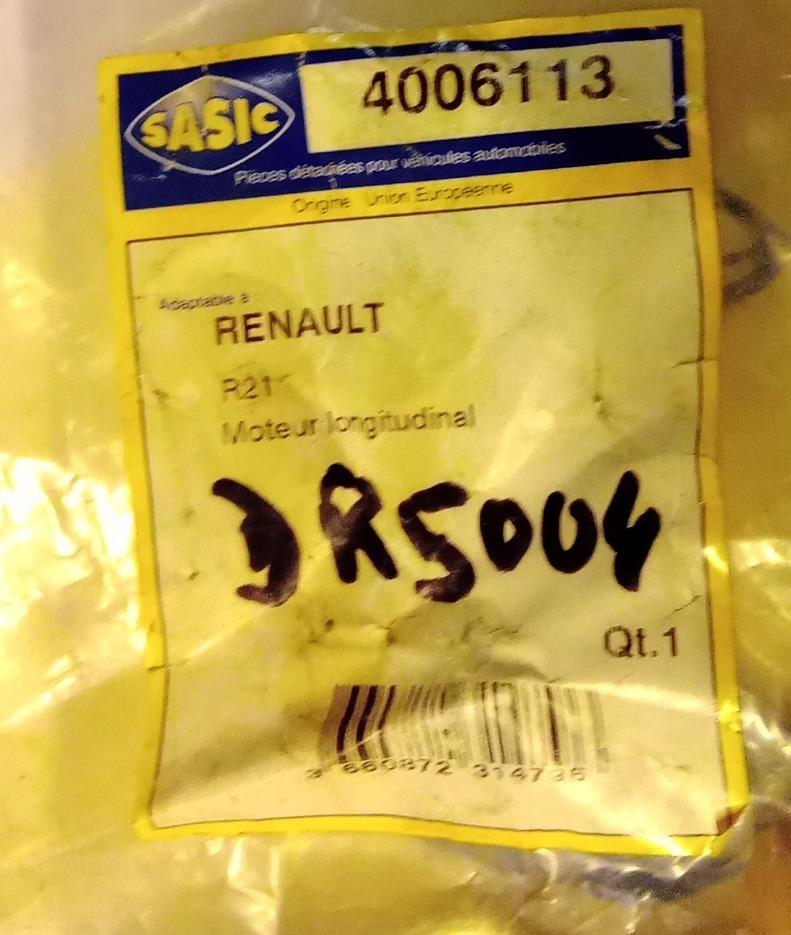 SASIC
4006113
Pièces détachées pour véhicules automobiles
Origine Union Européenne
Adaptable à
RENAULT
R21
Moteur longitudinal
DR5004
Qt.1
3 660872 314736